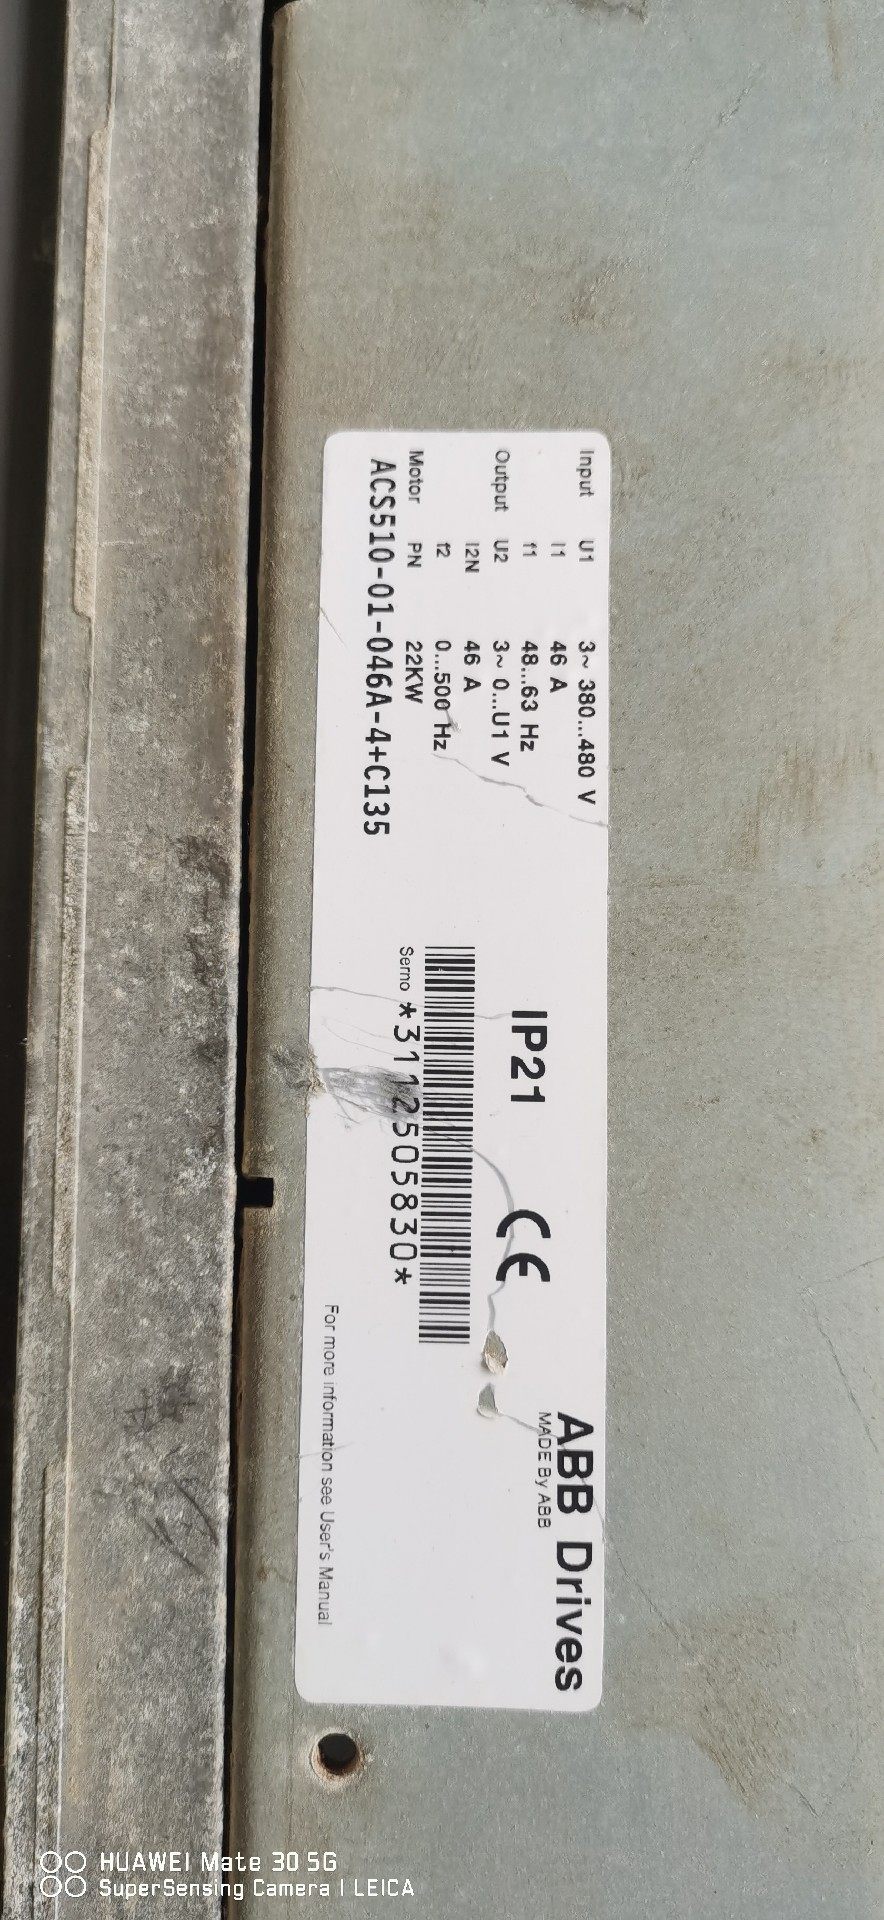 Input U1 3~ 380...480 V
I1 46 A
f1 48...63 Hz
Output U2 3~ 0...U1 V
I2N 46 A
f2 0...500 Hz
Motor PN 22KW
ACS510-01-046A-4+C135
IP21 CE
Serno *3112505830*
ABB Drives
MADE By ABB
For more information see User's Manual
HUAWEI Mate 30 5G
SuperSensing Camera | LEICA